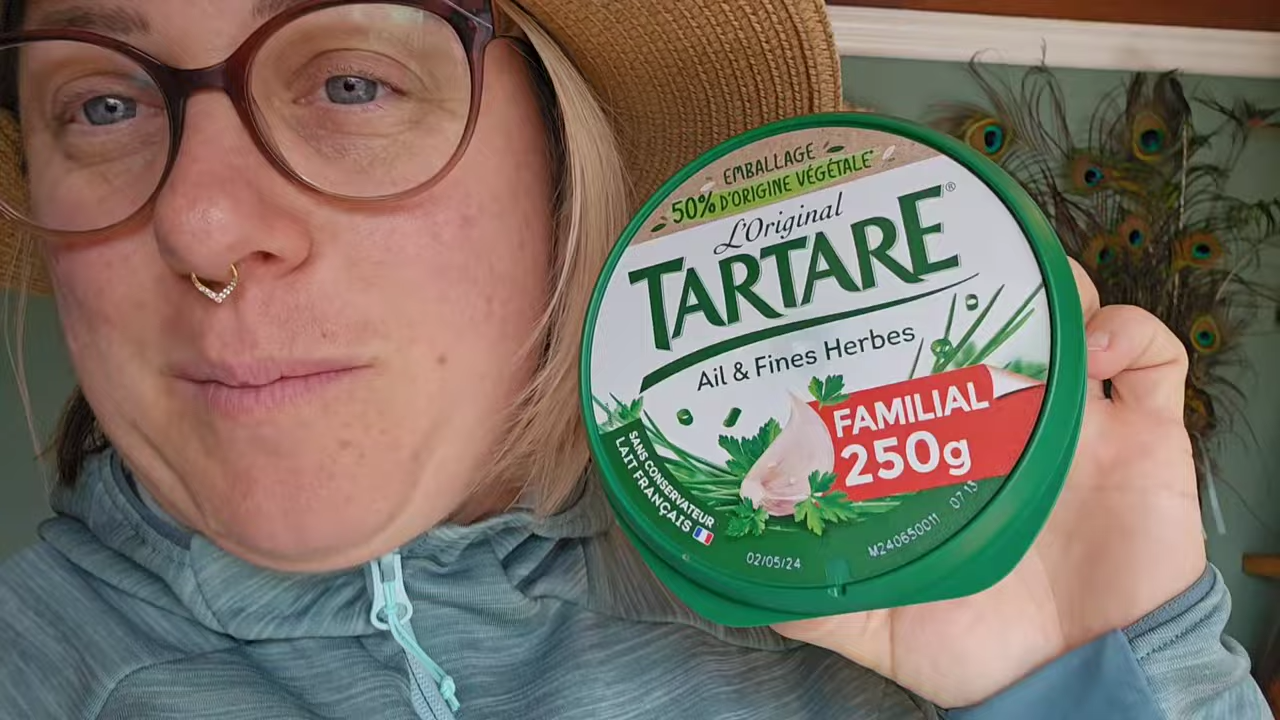 EMBALLAGE
50% D'ORIGINE VÉGÉTALE*
L'Original
TARTARE®
Ail & Fines Herbes
FAMILIAL
250g
SANS CONSERVATEUR
LAIT FRANÇAIS
02/05/24
M240650011 07:13